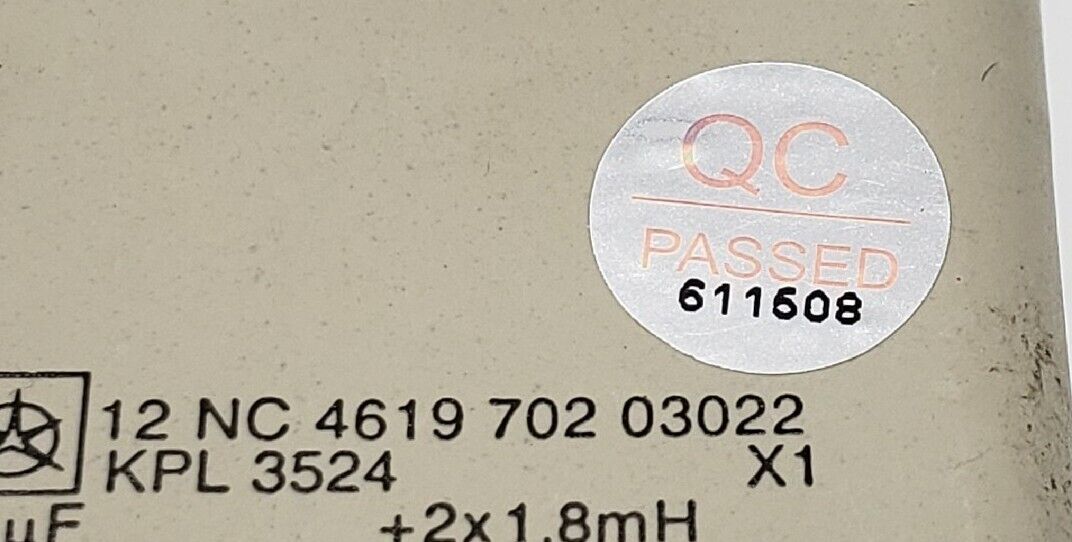 QC
PASSED
611608
12 NC 4619 702 03022
KPL 3524 X1
µF +2x1.8mH